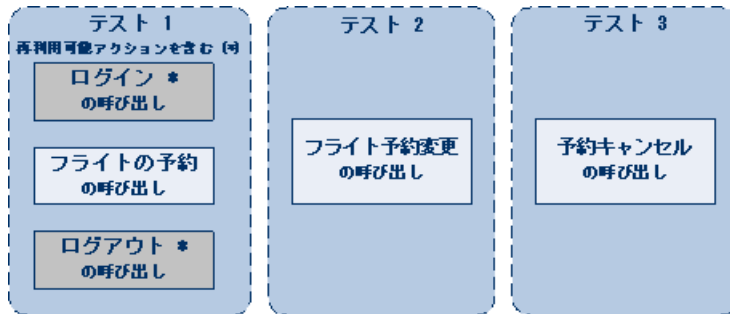 テスト 1
再利用可能アクションを含む (*)
ログイン *
の呼び出し
フライトの予約
の呼び出し
ログアウト *
の呼び出し
テスト 2
フライト予約変更
の呼び出し
テスト 3
予約キャンセル
の呼び出し